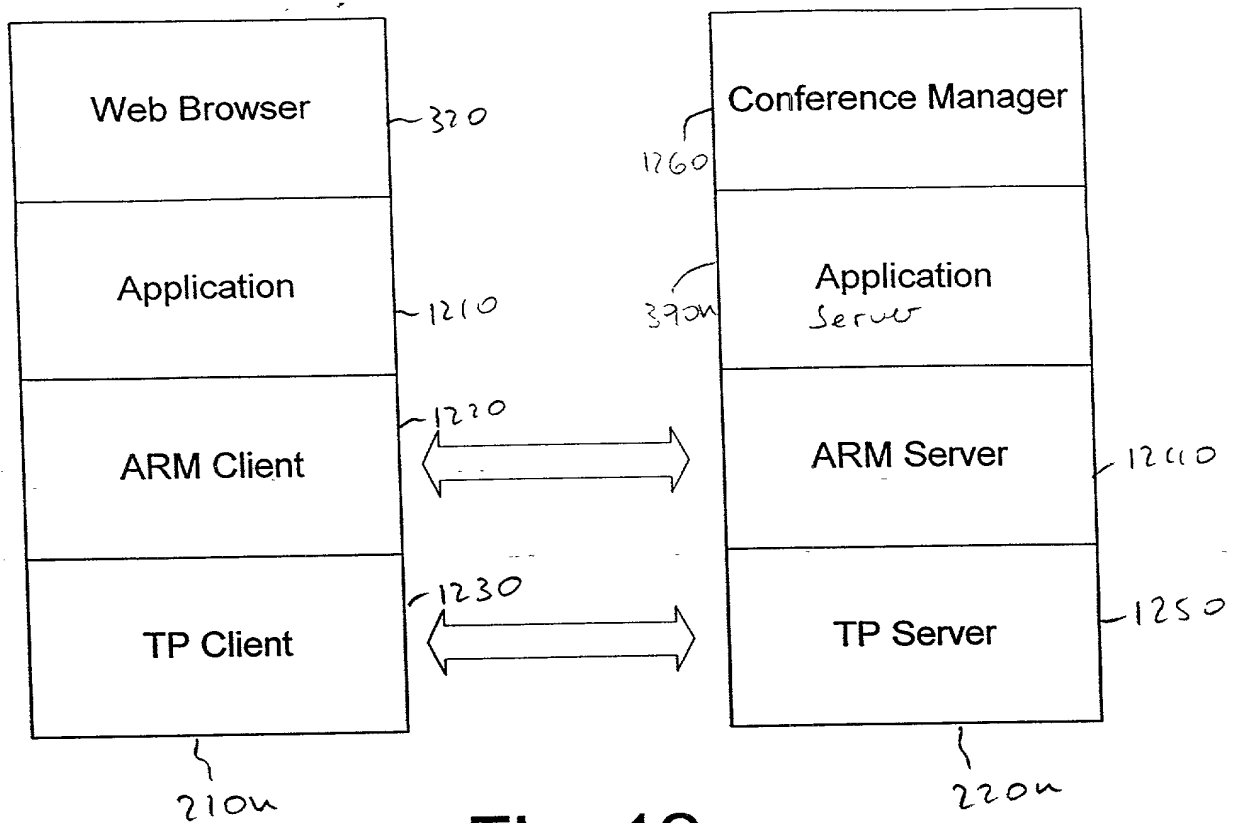 Web Browser
320
Application
1210
ARM Client
1220
TP Client
1230
210n
Conference Manager
1260
Application
Server
390n
ARM Server
1240
TP Server
1250
220n